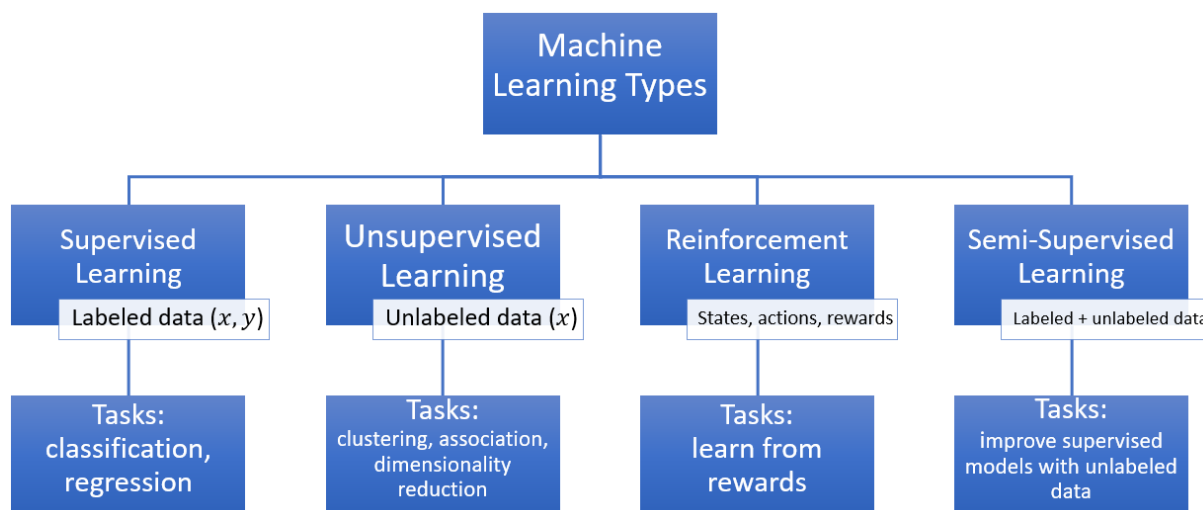 Machine
Learning Types
Supervised
Learning
Labeled data (x, y)
Tasks:
classification,
regression
Unsupervised
Learning
Unlabeled data (x)
Tasks:
clustering, association,
dimensionality
reduction
Reinforcement
Learning
States, actions, rewards
Tasks:
learn from
rewards
Semi-Supervised
Learning
Labeled + unlabeled data
Tasks:
improve supervised
models with unlabeled
data